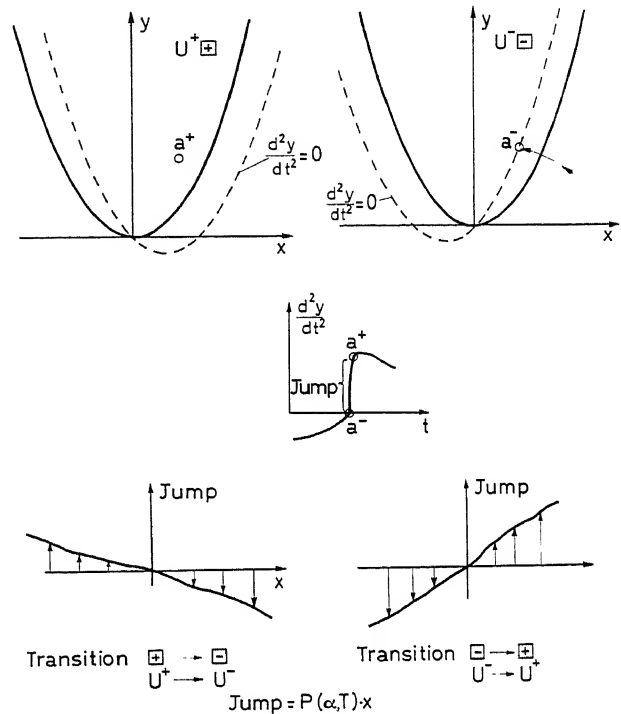 y
U⁺ ⊞
a⁺
d²y/dt² = 0
x
y
U⁻ ⊟
a⁻
d²y/dt² = 0
x
d²y/dt²
a⁺
Jump
a⁻
t
Jump
x
Jump
Transition ⊞ → ⊟
U⁺ → U⁻
Transition ⊟ → ⊞
U⁻ → U⁺
Jump = P(α,T)·x